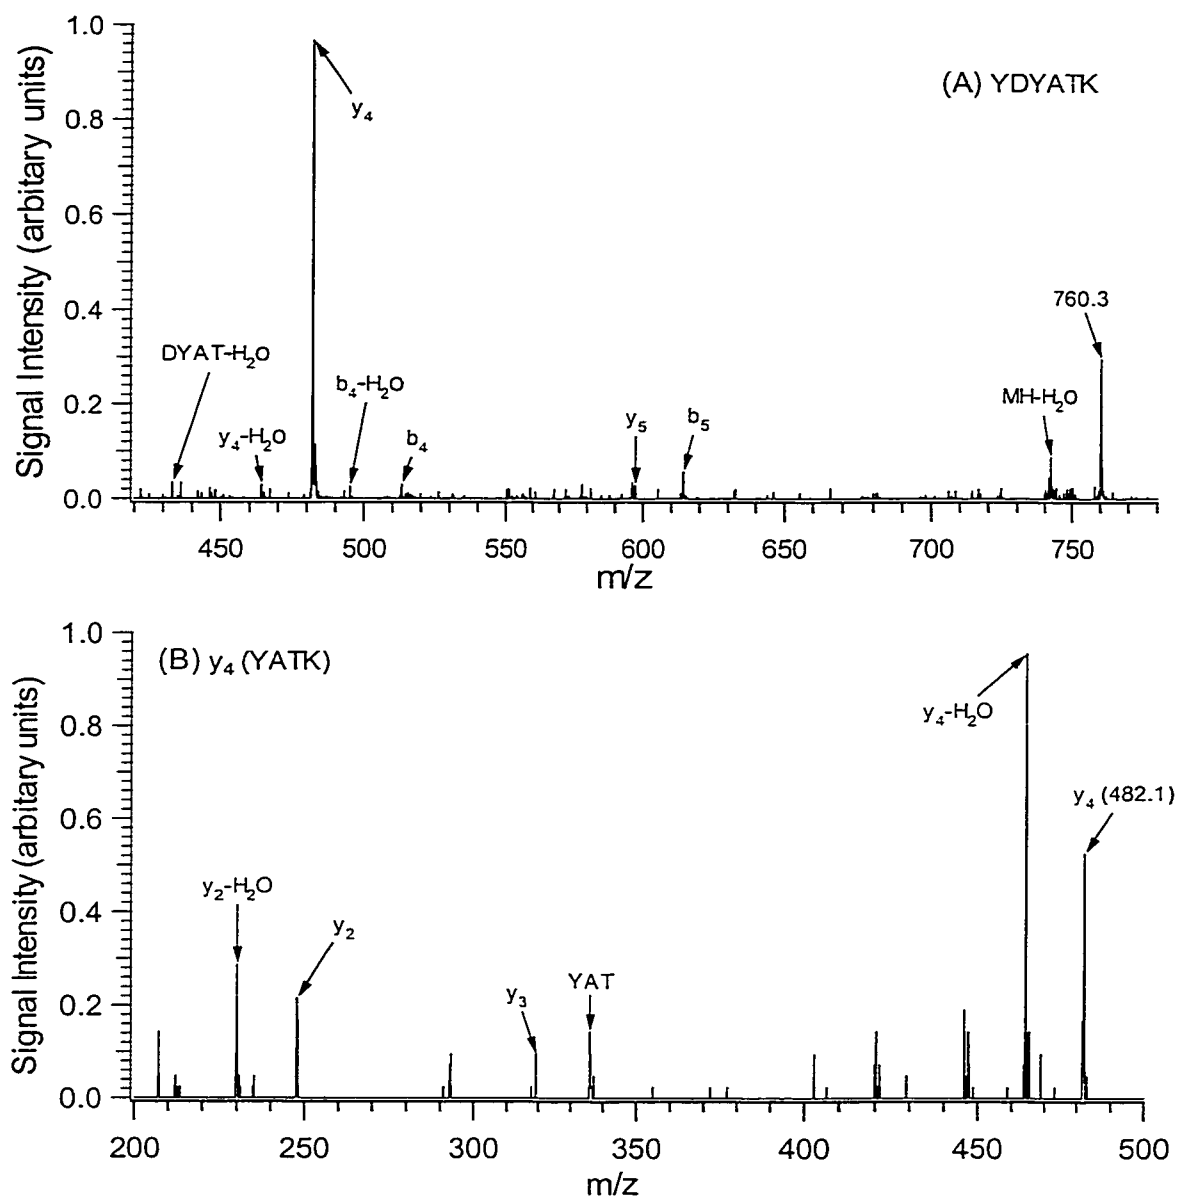 (A) YDYATK
Signal Intensity (arbitary units)
1.0
0.8
0.6
0.4
0.2
0.0
y4
760.3
DYAT-H2O
b4-H2O
MH-H2O
y4-H2O
b4
y5
b5
450
500
550
600
650
700
750
m/z
(B) y4 (YATK)
Signal Intensity (arbitary units)
1.0
0.8
0.6
0.4
0.2
0.0
y4-H2O
y4 (482.1)
y2-H2O
y2
y3
YAT
200
250
300
350
400
450
500
m/z